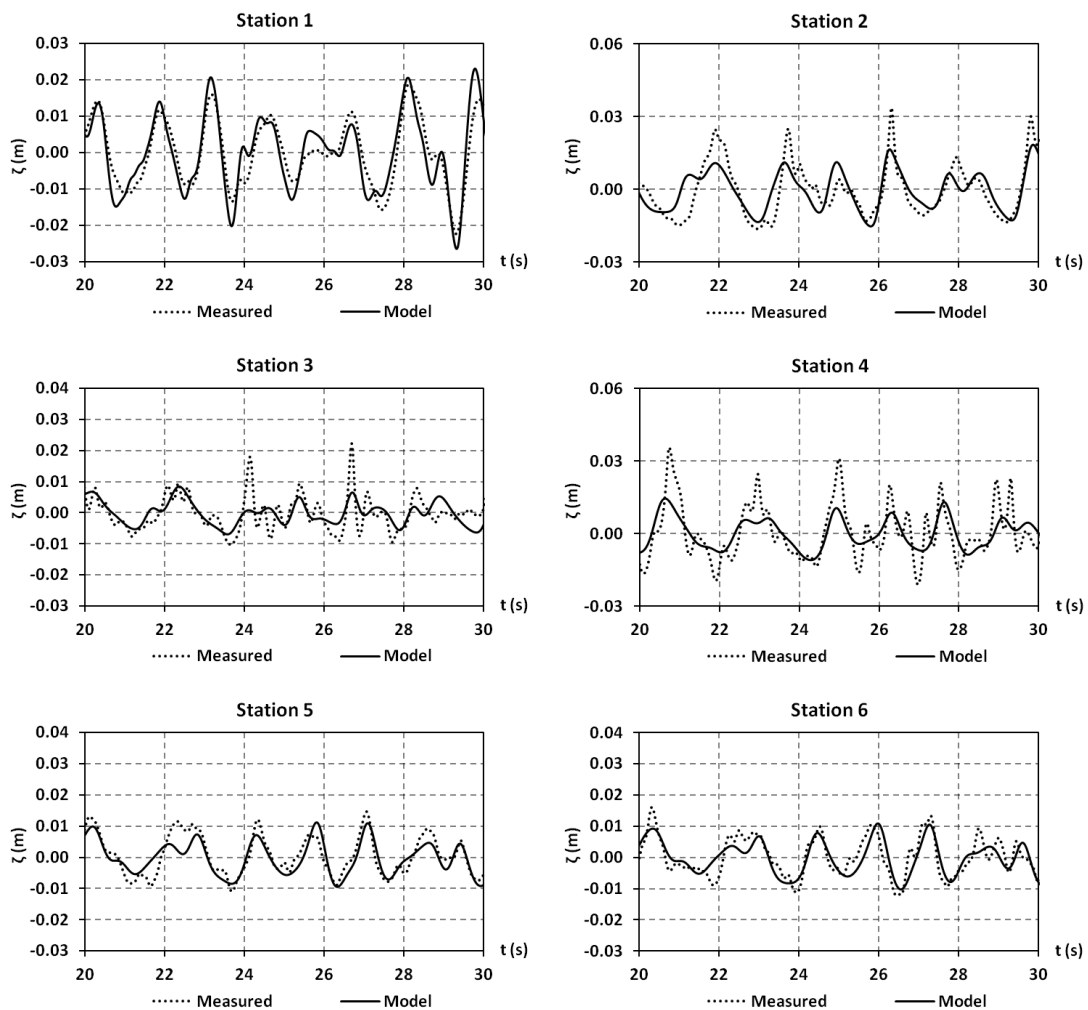 Station 1
0.03
0.02
0.01
0.00
-0.01
-0.02
-0.03
ζ (m)
t (s)
20 22 24 26 28 30
Measured Model
Station 2
0.06
0.03
0.00
-0.03
ζ (m)
t (s)
20 22 24 26 28 30
Measured Model
Station 3
0.04
0.03
0.02
0.01
0.00
-0.01
-0.02
-0.03
ζ (m)
t (s)
20 22 24 26 28 30
Measured Model
Station 4
0.06
0.03
0.00
-0.03
ζ (m)
t (s)
20 22 24 26 28 30
Measured Model
Station 5
0.04
0.03
0.02
0.01
0.00
-0.01
-0.02
-0.03
ζ (m)
t (s)
20 22 24 26 28 30
Measured Model
Station 6
0.04
0.03
0.02
0.01
0.00
-0.01
-0.02
-0.03
ζ (m)
t (s)
20 22 24 26 28 30
Measured Model